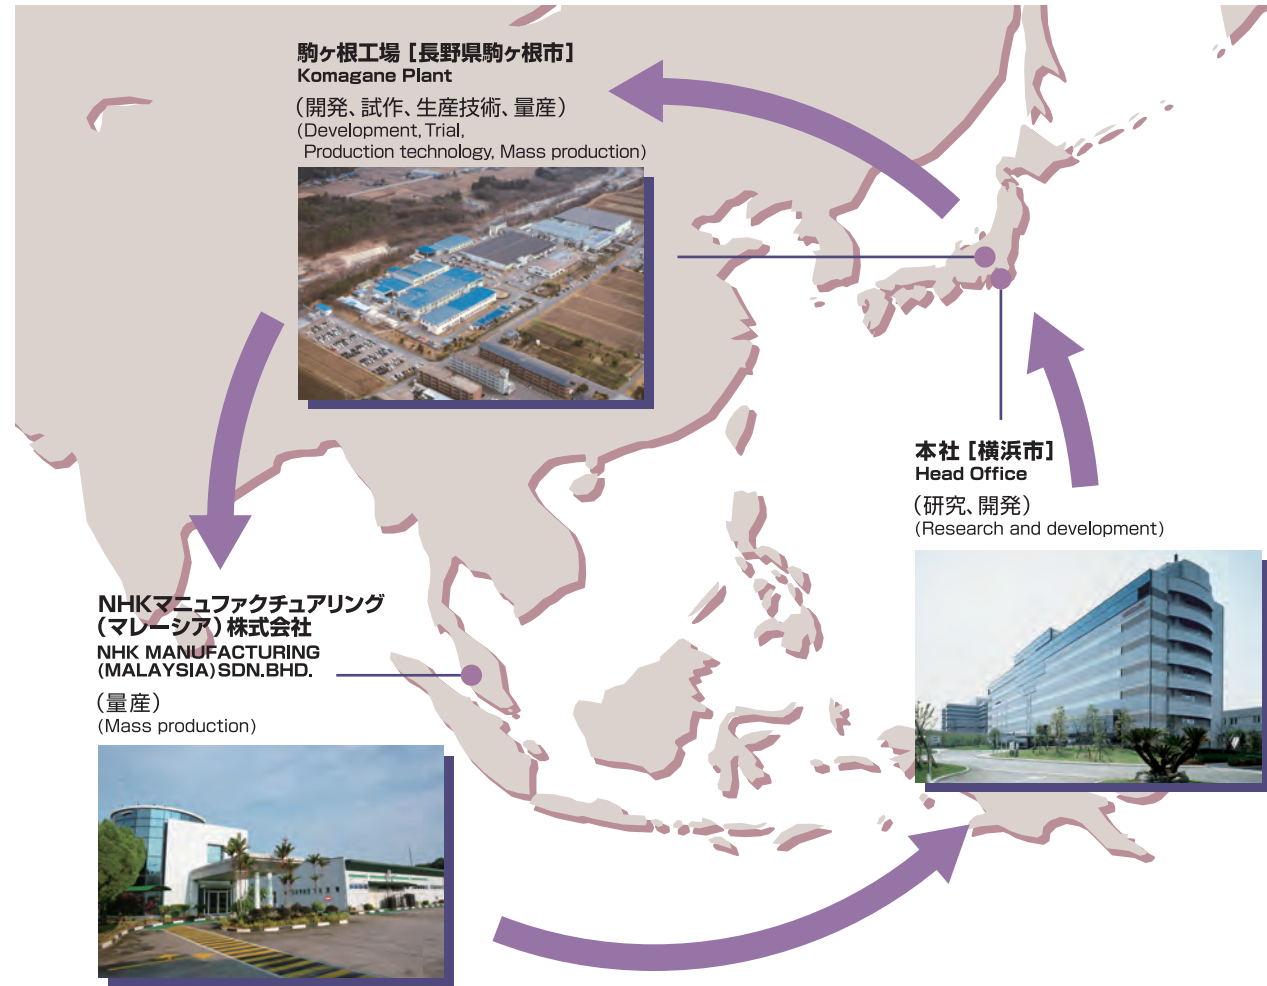 駒ヶ根工場 [長野県駒ヶ根市]
Komagane Plant
（開発、試作、生産技術、量産）
(Development, Trial,
Production technology, Mass production)
本社 [横浜市]
Head Office
（研究、開発）
(Research and development)
NHKマニュファクチュアリング
（マレーシア）株式会社
NHK MANUFACTURING
(MALAYSIA)SDN.BHD.
（量産）
(Mass production)